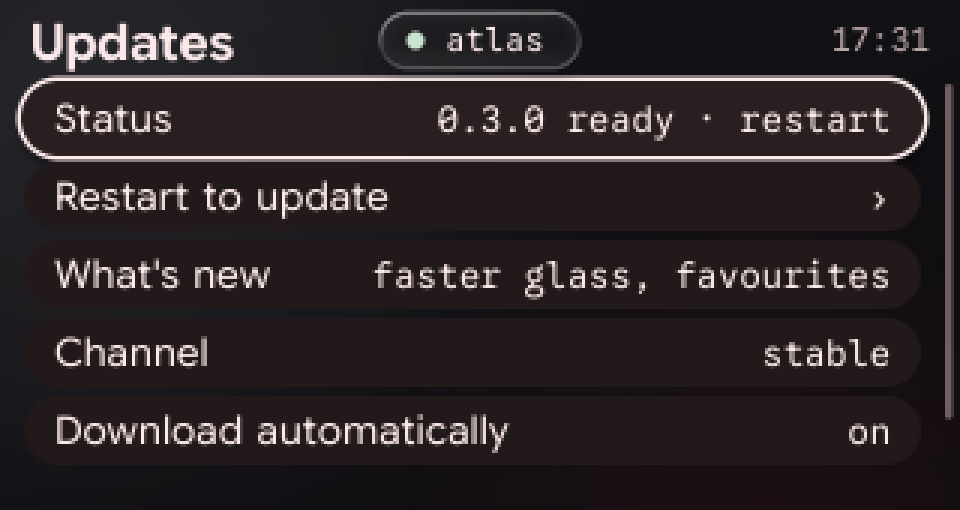 Updates atlas 17:31
Status 0.3.0 ready · restart
Restart to update ›
What's new faster glass, favourites
Channel stable
Download automatically on